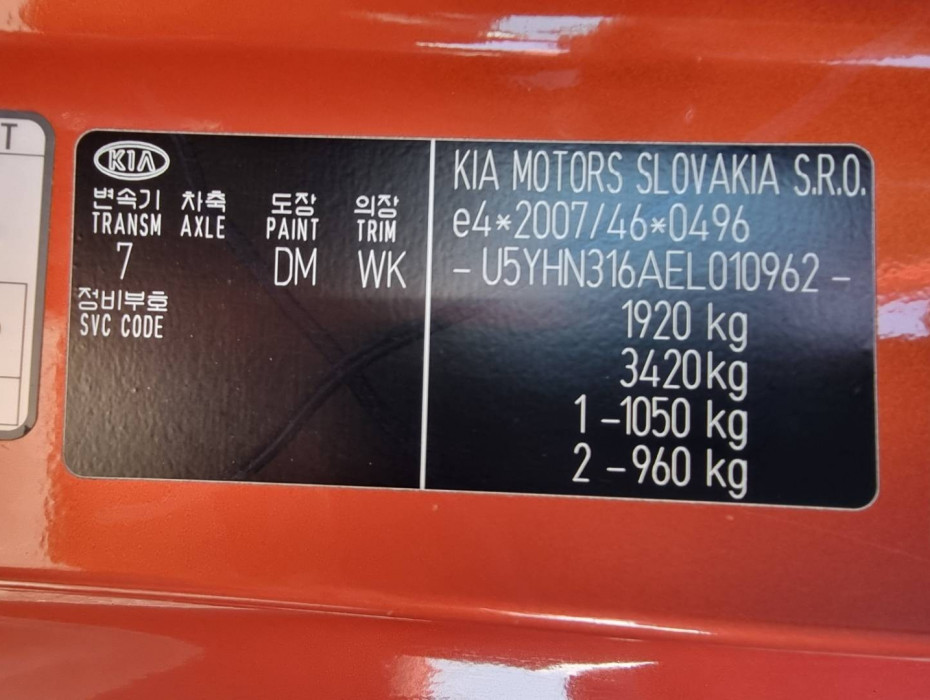 T
KIA
변속기 차축 도장 의장
TRANSM AXLE PAINT TRIM
7 DM WK
정비부호
SVC CODE
KIA MOTORS SLOVAKIA S.R.O.
e4*2007/46*0496
- U5YHN316AEL010962 -
1920 kg
3420kg
1 -1050 kg
2 -960 kg